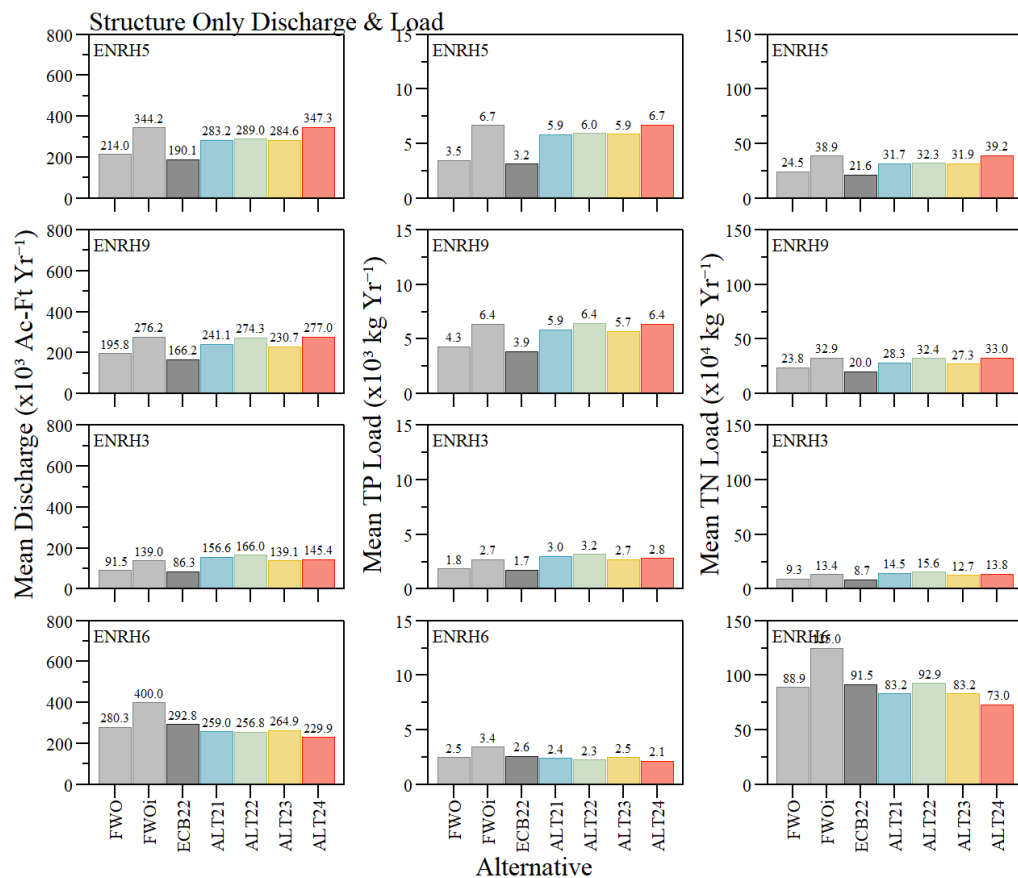 Structure Only Discharge & Load
Mean Discharge (x10³ Ac-Ft Yr⁻¹)
Mean TP Load (x10³ kg Yr⁻¹)
Mean TN Load (x10⁴ kg Yr⁻¹)
ENRH5
800
600
400
200
0
214.0 344.2 190.1 283.2 289.0 284.6 347.3
ENRH5
15
10
5
0
3.5 6.7 3.2 5.9 6.0 5.9 6.7
ENRH5
150
100
50
0
24.5 38.9 21.6 31.7 32.3 31.9 39.2
ENRH9
800
600
400
200
0
195.8 276.2 166.2 241.1 274.3 230.7 277.0
ENRH9
15
10
5
0
4.3 6.4 3.9 5.9 6.4 5.7 6.4
ENRH9
150
100
50
0
23.8 32.9 20.0 28.3 32.4 27.3 33.0
ENRH3
800
600
400
200
0
91.5 139.0 86.3 156.6 166.0 139.1 145.4
ENRH3
15
10
5
0
1.8 2.7 1.7 3.0 3.2 2.7 2.8
ENRH3
150
100
50
0
9.3 13.4 8.7 14.5 15.6 12.7 13.8
ENRH6
800
600
400
200
0
280.3 400.0 292.8 259.0 256.8 264.9 229.9
FWO FWOi ECB22 ALT21 ALT22 ALT23 ALT24
ENRH6
15
10
5
0
2.5 3.4 2.6 2.4 2.3 2.5 2.1
FWO FWOi ECB22 ALT21 ALT22 ALT23 ALT24
ENRH6
150
100
50
0
88.9 125.0 91.5 83.2 92.9 83.2 73.0
FWO FWOi ECB22 ALT21 ALT22 ALT23 ALT24
Alternative